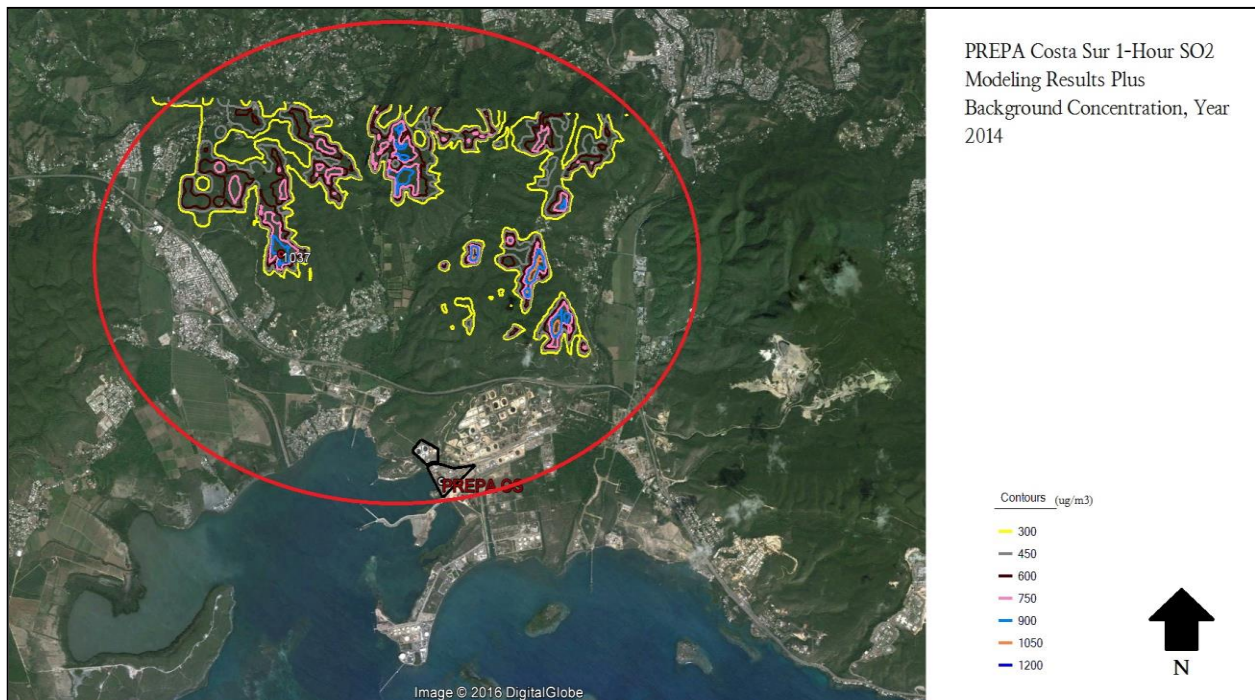 PREPA Costa Sur 1-Hour SO2
Modeling Results Plus
Background Concentration, Year
2014
1037
PREPA CS
Contours (ug/m3)
300
450
600
750
900
1050
1200
N
Image © 2016 DigitalGlobe